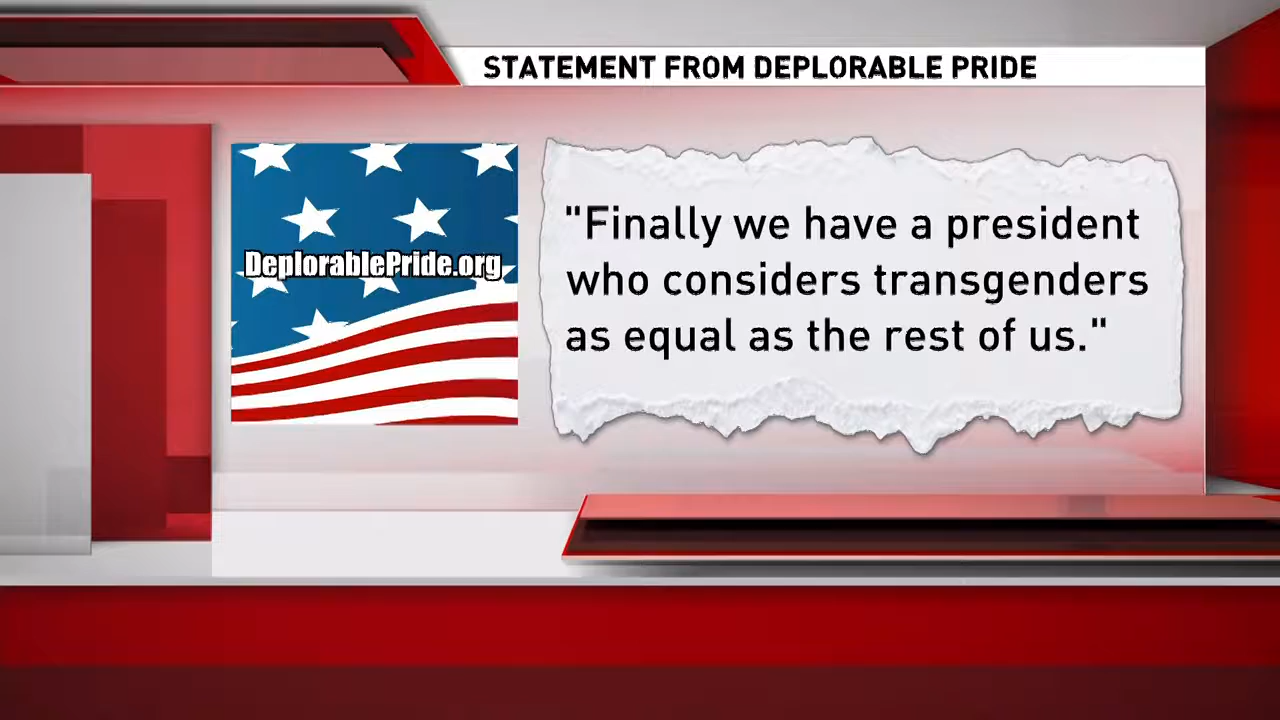 STATEMENT FROM DEPLORABLE PRIDE
DeplorablePride.org
"Finally we have a president
who considers transgenders
as equal as the rest of us."